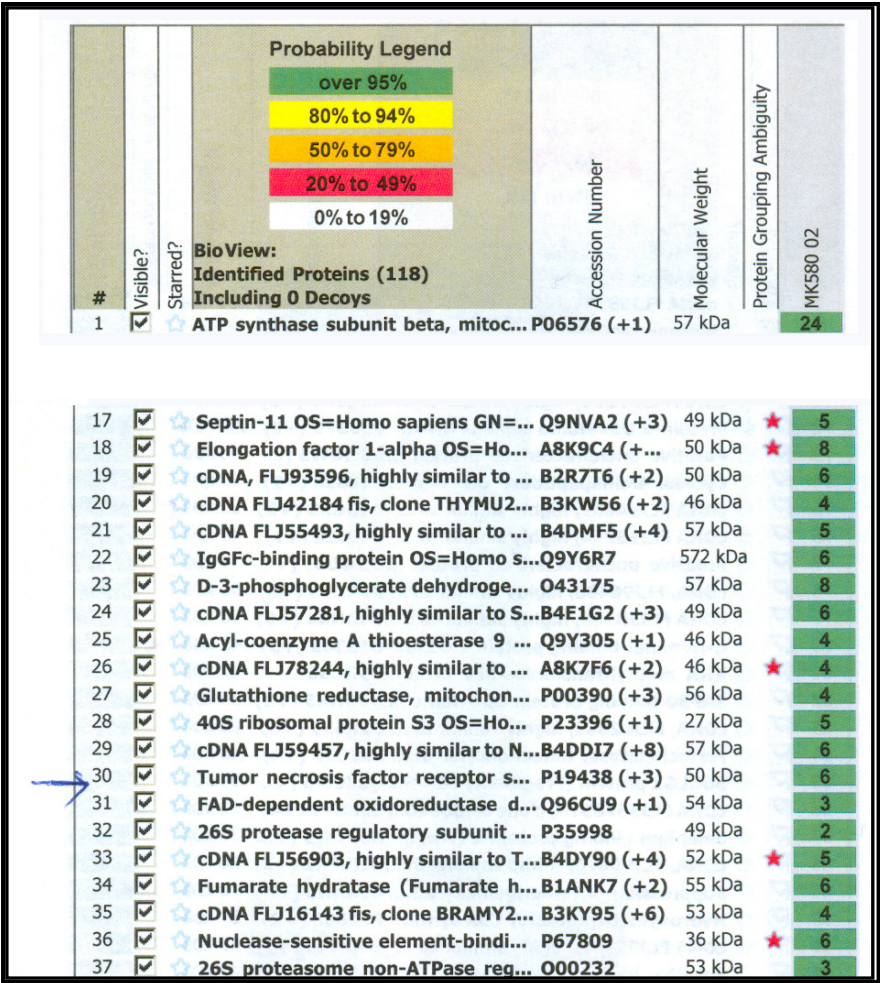 Probability Legend
over 95%
80% to 94%
50% to 79%
20% to 49%
0% to 19%
BioView:
Identified Proteins (118)
Including 0 Decoys
# Visible? Starred? Accession Number Molecular Weight Protein Grouping Ambiguity MK580 02
1 ATP synthase subunit beta, mitoc... P06576 (+1) 57 kDa 24
17 Septin-11 OS=Homo sapiens GN=... Q9NVA2 (+3) 49 kDa 5
18 Elongation factor 1-alpha OS=Ho... A8K9C4 (+... 50 kDa 8
19 cDNA, FLJ93596, highly similar to ... B2R7T6 (+2) 50 kDa 6
20 cDNA FLJ42184 fis, clone THYMU2... B3KW56 (+2) 46 kDa 4
21 cDNA FLJ55493, highly similar to ... B4DMF5 (+4) 57 kDa 5
22 IgGFc-binding protein OS=Homo s... Q9Y6R7 572 kDa 6
23 D-3-phosphoglycerate dehydroge... O43175 57 kDa 8
24 cDNA FLJ57281, highly similar to S...B4E1G2 (+3) 49 kDa 6
25 Acyl-coenzyme A thioesterase 9 ... Q9Y305 (+1) 46 kDa 4
26 cDNA FLJ78244, highly similar to ... A8K7F6 (+2) 46 kDa 4
27 Glutathione reductase, mitochon... P00390 (+3) 56 kDa 4
28 40S ribosomal protein S3 OS=Ho... P23396 (+1) 27 kDa 5
29 cDNA FLJ59457, highly similar to N...B4DDI7 (+8) 57 kDa 6
30 Tumor necrosis factor receptor s... P19438 (+3) 50 kDa 6
31 FAD-dependent oxidoreductase d... Q96CU9 (+1) 54 kDa 3
32 26S protease regulatory subunit ... P35998 49 kDa 2
33 cDNA FLJ56903, highly similar to T...B4DY90 (+4) 52 kDa 5
34 Fumarate hydratase (Fumarate h... B1ANK7 (+2) 55 kDa 6
35 cDNA FLJ16143 fis, clone BRAMY2... B3KY95 (+6) 53 kDa 4
36 Nuclease-sensitive element-bindi... P67809 36 kDa 6
37 26S proteasome non-ATPase reg... O00232 53 kDa 3